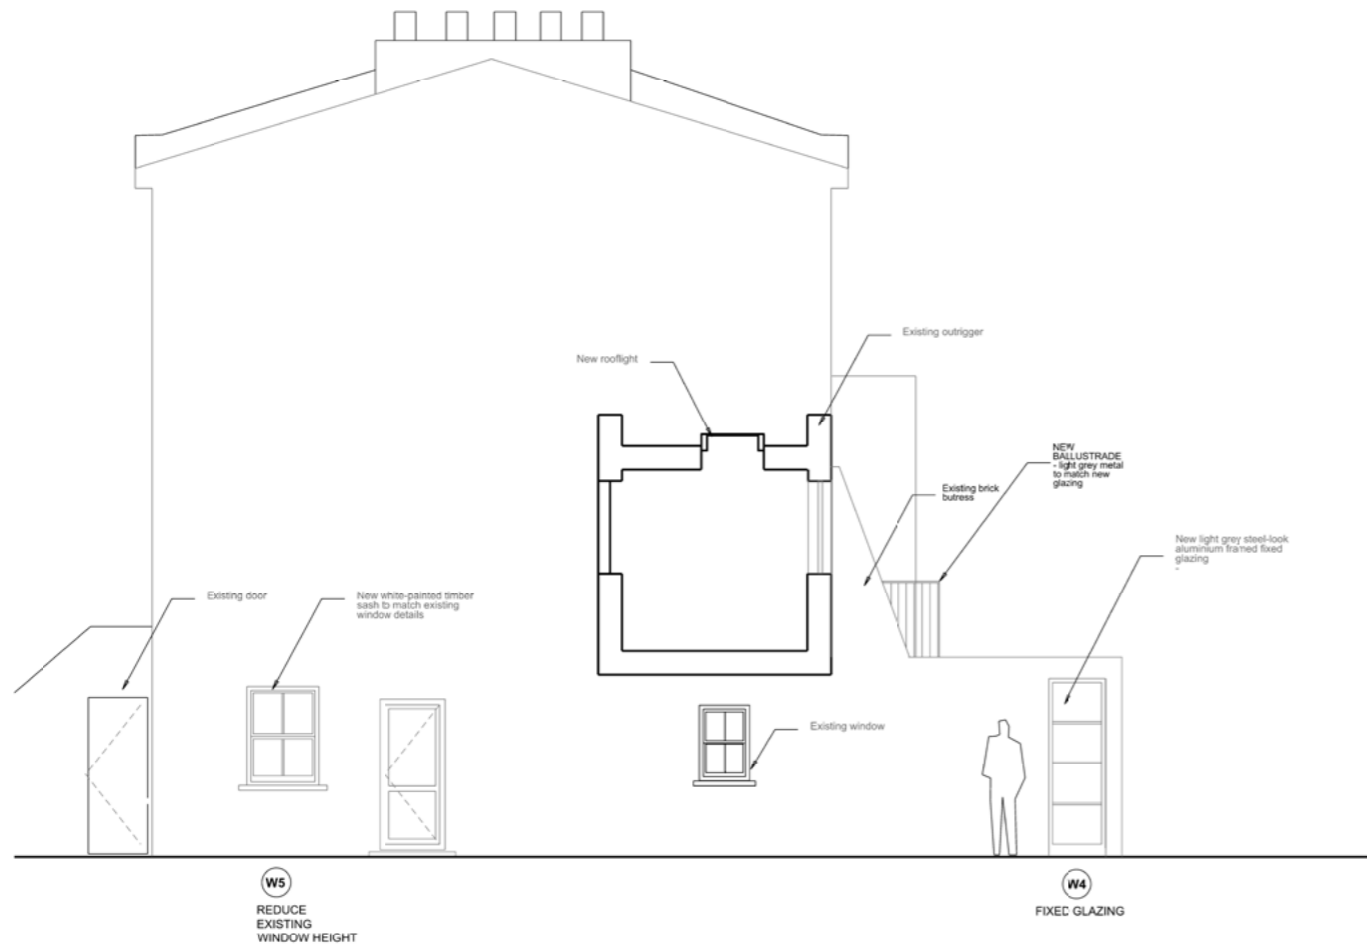 Existing outrigger
New rooflight
NEW
BALLUSTRADE
- light grey metal
to match new
glazing
Existing brick
butress
New light grey steel-look
aluminium framed fixed
glazing
-
Existing door
New white-painted timber
sash to match existing
window details
Existing window
W5
REDUCE
EXISTING
WINDOW HEIGHT
W4
FIXED GLAZING